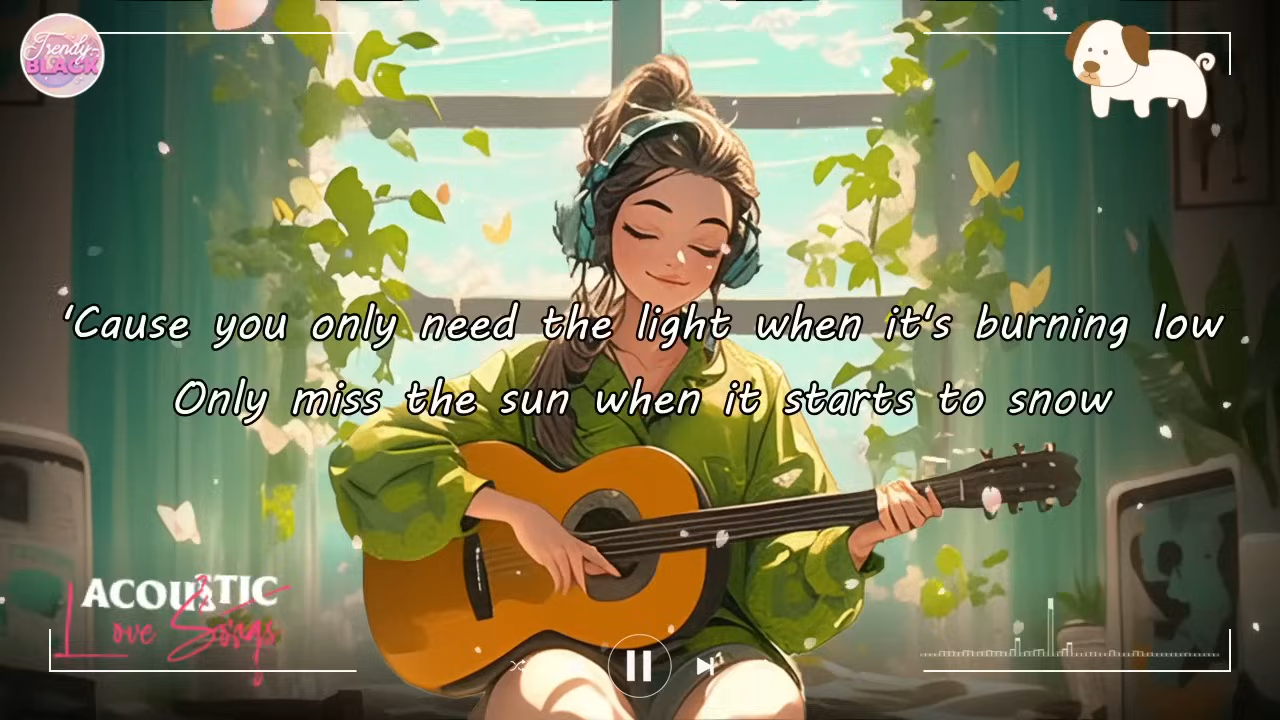 Trendy
BLACK
'Cause you only need the light when it's burning low
Only miss the sun when it starts to snow
ACOUSTIC
Love Songs